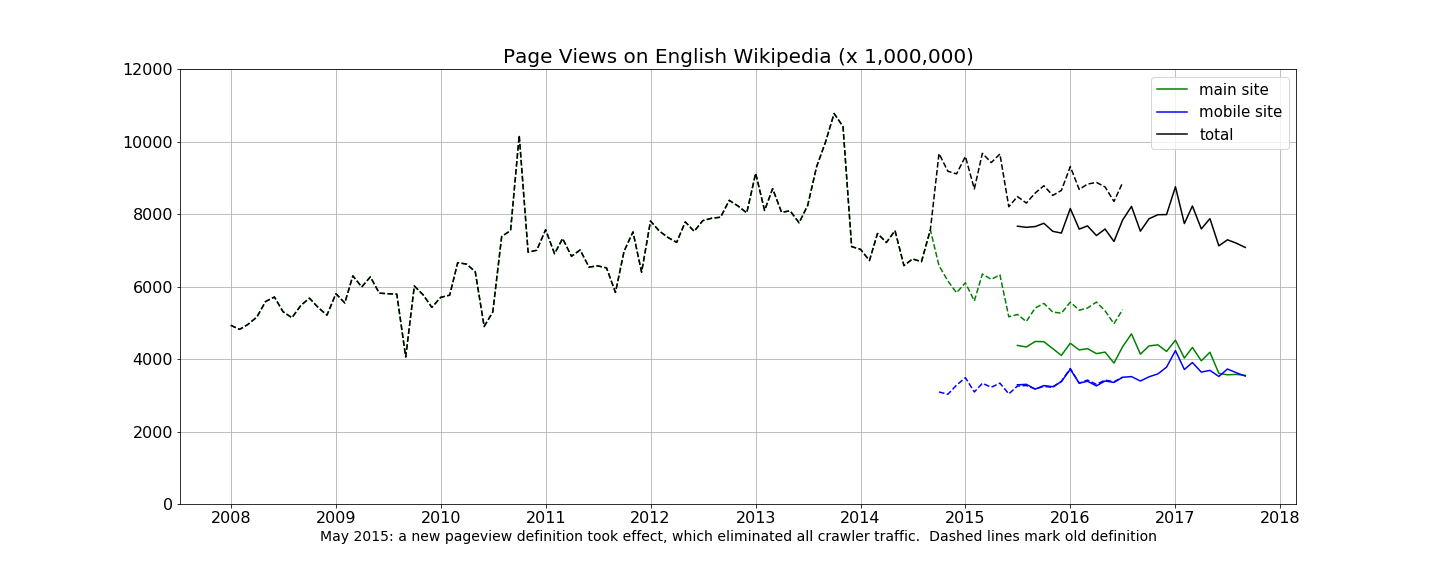 Page Views on English Wikipedia (x 1,000,000)
12000
10000
8000
6000
4000
2000
0
main site
mobile site
total
2008 2009 2010 2011 2012 2013 2014 2015 2016 2017 2018
May 2015: a new pageview definition took effect, which eliminated all crawler traffic.  Dashed lines mark old definition